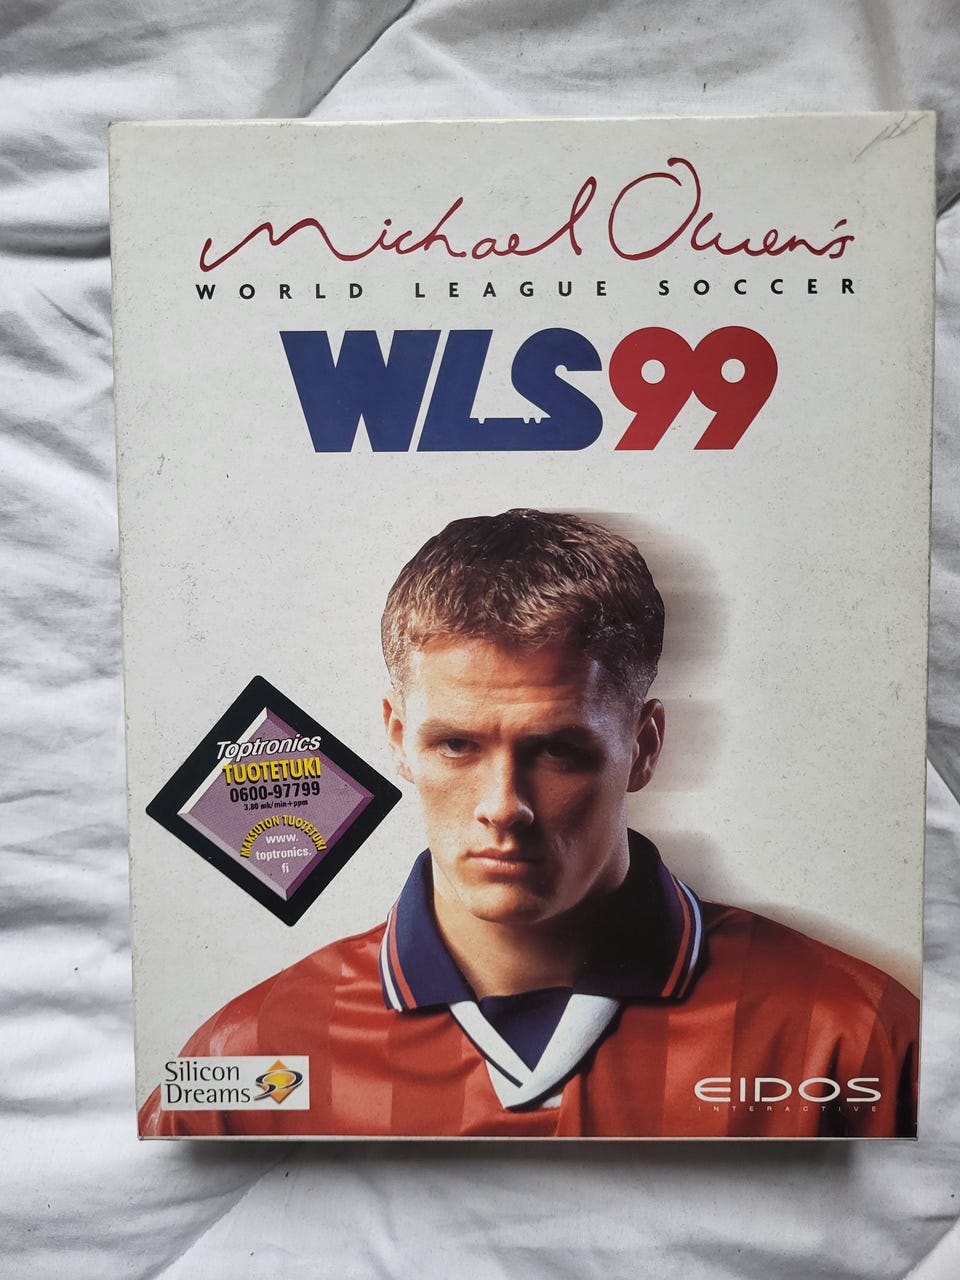 Michael Owen's
WORLD LEAGUE SOCCER
WLS99
Toptronics
TUOTETUKI
0600-97799
3.80 mk/min+ppm
MAKSUTON TUOTETUKI
www.
toptronics.
fi
Silicon
Dreams
EIDOS
INTERACTIVE